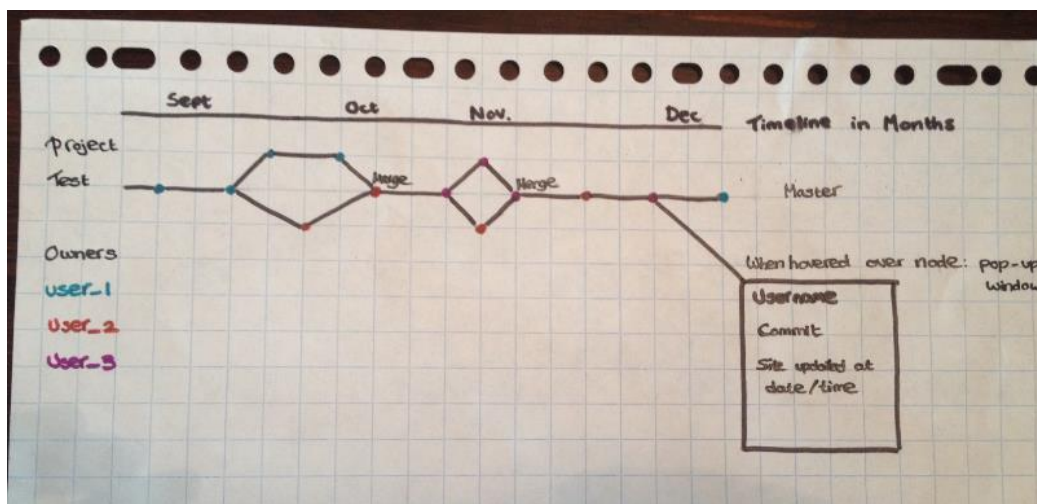 Sept Oct Nov. Dec
Timeline in Months
Project
Test
Merge
Merge
Master
Owners
user_1
User_2
User_3
When hovered over node: pop-up
window
Username
Commit
Site updated at
date/time